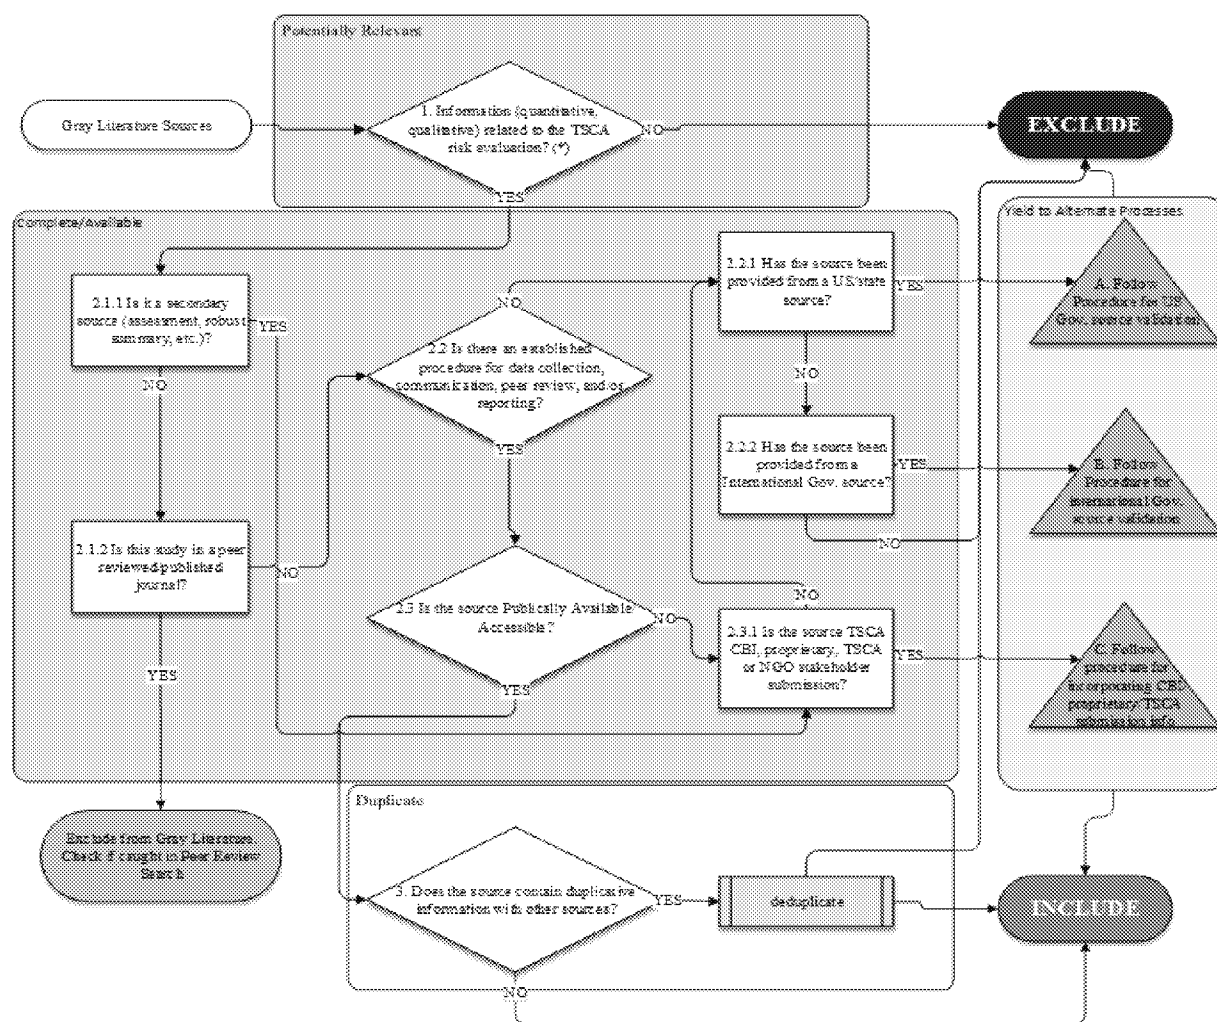 Potentially Relevant
Gray Literature Sources
1. Information (quantitative,
qualitative) related to the TSCA
risk evaluation? (*)
NO
EXCLUDE
YES
Complete/Available
Yield to Alternate Processes
2.1.1 Is it a secondary
source (assessment, robust
summary, etc.)?
YES
NO
NO
2.2 Is there an established
procedure for data collection,
communication, peer review, and/or
reporting?
YES
2.2.1 Has the source been
provided from a US/state
source?
YES
NO
A. Follow
Procedure for US
Gov. source validation
2.2.2 Has the source been
provided from a
International Gov. source?
YES
NO
B. Follow
Procedure for
international Gov.
source validation
2.1.2 Is this study in a peer
reviewed/published
journal?
NO
YES
2.3 Is the source Publically Available/
Accessible?
NO
YES
NO
2.3.1 Is the source TSCA
CBI, proprietary, TSCA
or NGO stakeholder
submission?
YES
C. Follow
procedure for
incorporating CBI/
proprietary/TSCA
submission info
Exclude from Gray Literature.
Check if caught in Peer Review
Search
Duplicate
3. Does the source contain duplicative
information with other sources?
YES
deduplicate
INCLUDE
NO